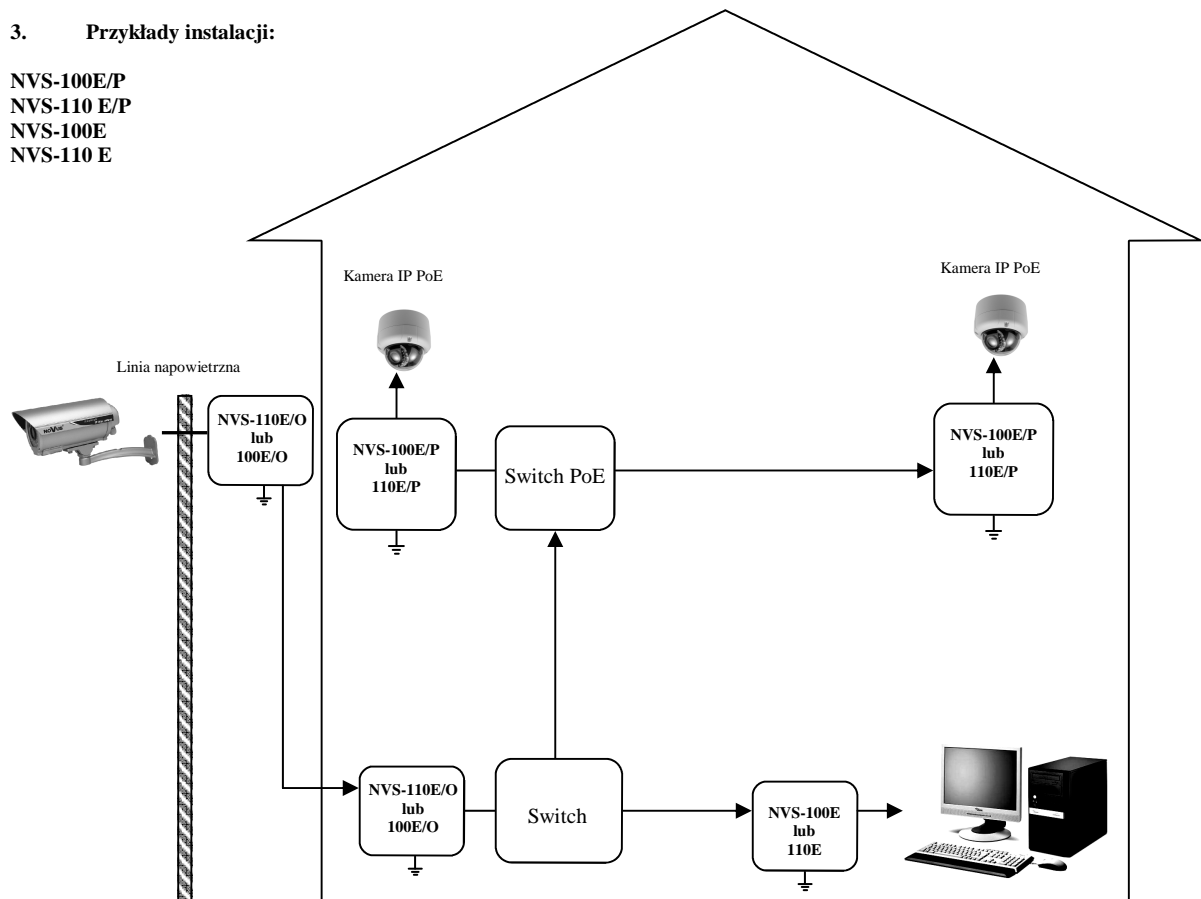 3. Przykłady instalacji:
NVS-100E/P
NVS-110 E/P
NVS-100E
NVS-110 E
Kamera IP PoE
Kamera IP PoE
Linia napowietrzna
NOVUS
NVS-110E/O
lub
100E/O
NVS-100E/P
lub
110E/P
Switch PoE
NVS-100E/P
lub
110E/P
NVS-110E/O
lub
100E/O
Switch
NVS-100E
lub
110E